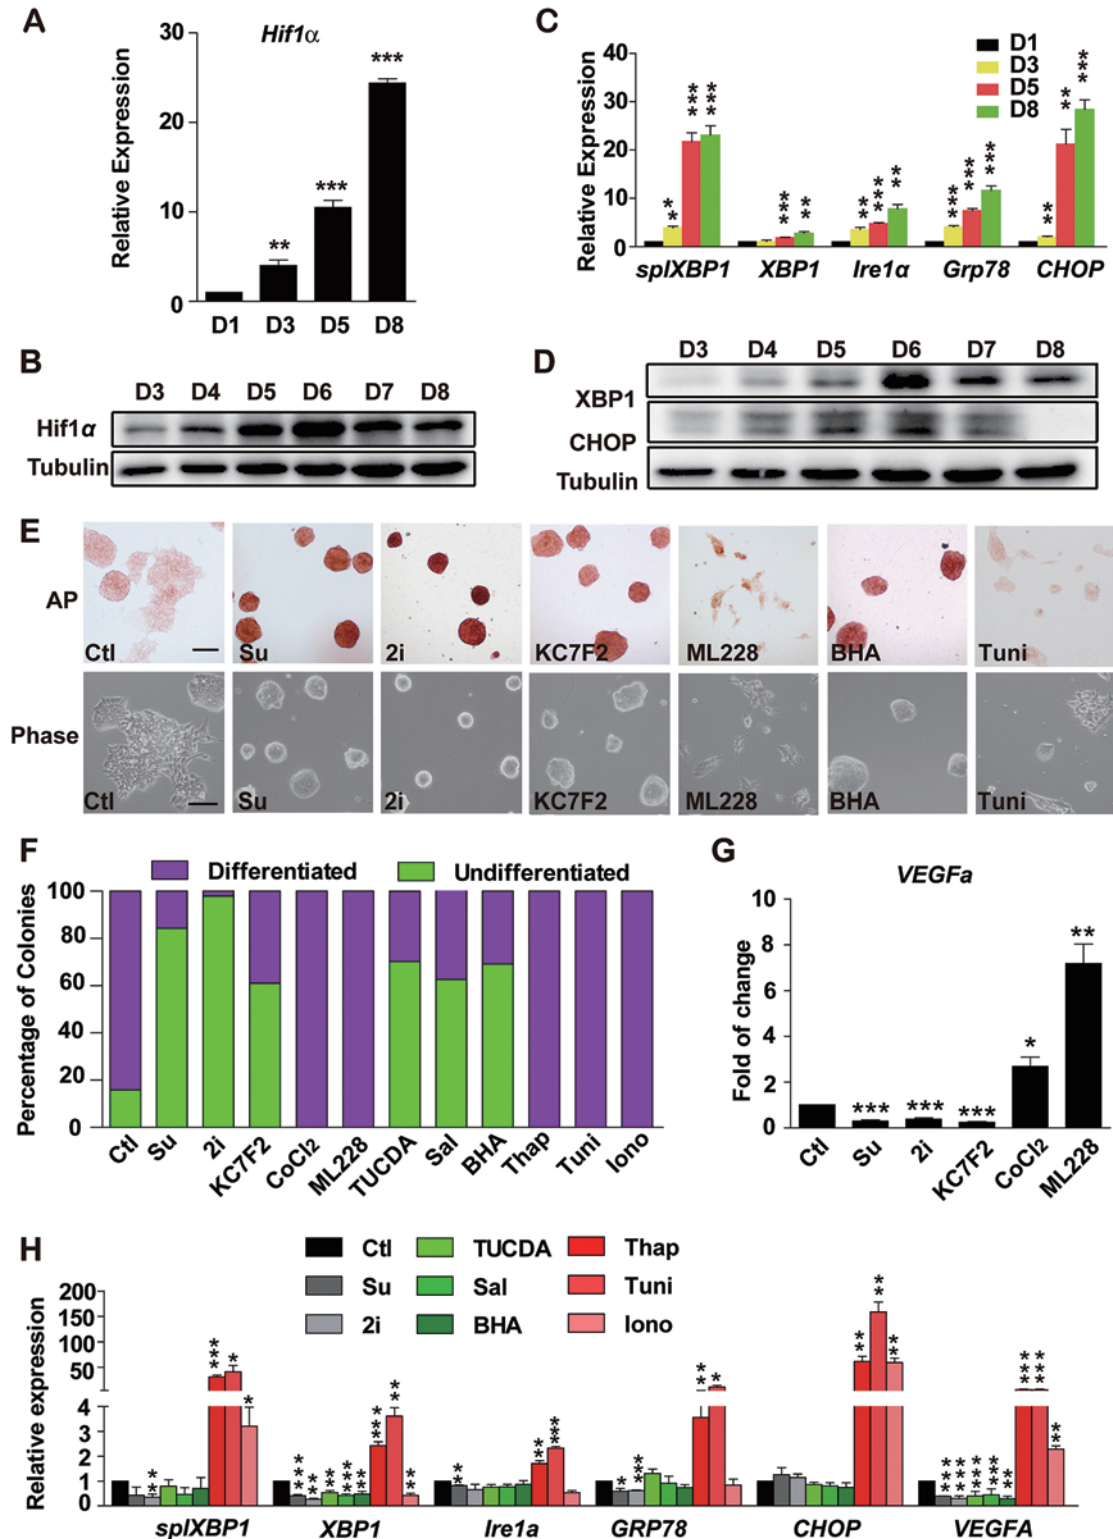 A
Hif1α
Relative Expression
30
20
10
0
** *** ***
D1 D3 D5 D8
B
D3 D4 D5 D6 D7 D8
Hif1α
Tubulin
C
Relative Expression
40
30
20
10
0
D1
D3
D5
D8
** *** *** *** ** ** *** ** *** *** *** ** ** ***
splXBP1 XBP1 Ire1α Grp78 CHOP
D
D3 D4 D5 D6 D7 D8
XBP1
CHOP
Tubulin
E
AP
Ctl Su 2i KC7F2 ML228 BHA Tuni
Phase
Ctl Su 2i KC7F2 ML228 BHA Tuni
F
Differentiated Undifferentiated
Percentage of Colonies
100
80
60
40
20
0
Ctl Su 2i KC7F2 CoCl2 ML228 TUCDA Sal BHA Thap Tuni Iono
G
VEGFa
Fold of change
10
8
6
4
2
0
*** *** *** * **
Ctl Su 2i KC7F2 CoCl2 ML228
H
Ctl TUCDA Thap
Su Sal Tuni
2i BHA Iono
Relative expression
200
150
100
50
4
3
2
1
0
** *** * * *** ** ** *** *** *** ** ** ** ** *** * *** ** * ** ** ** *** *** *** *** ** *** *** **
splXBP1 XBP1 Ire1a GRP78 CHOP VEGFA